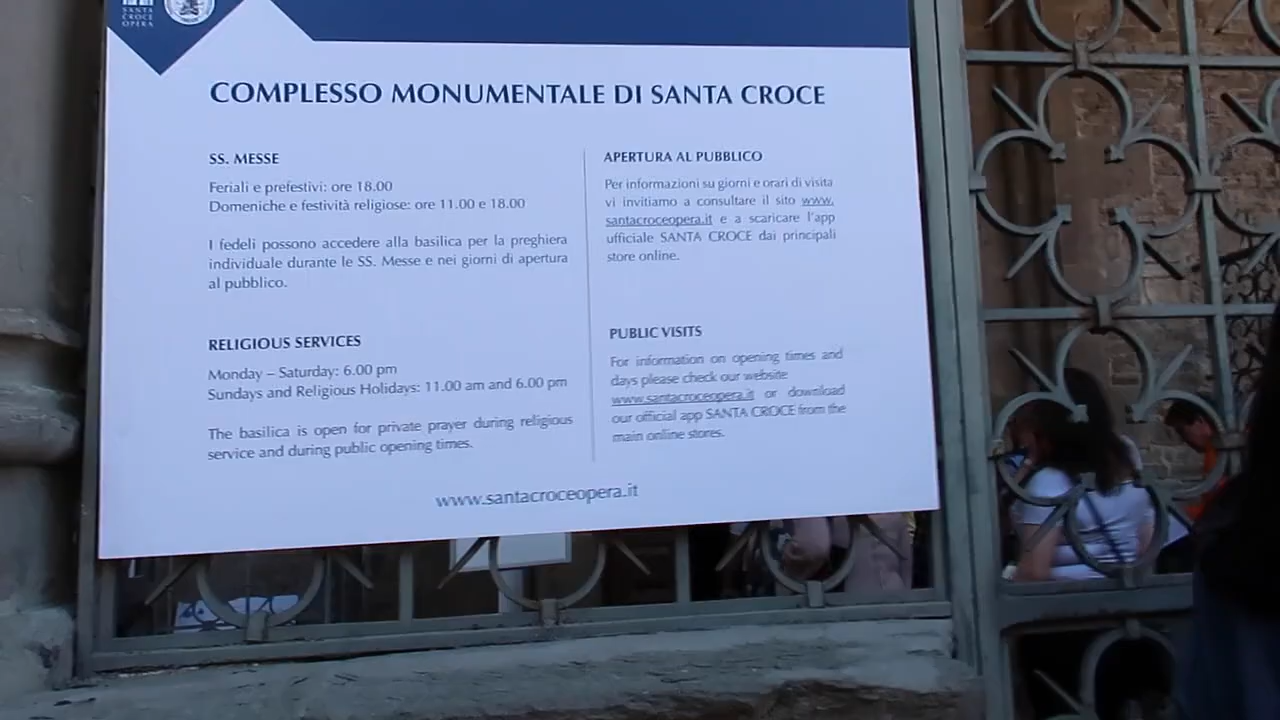 SANTA
CROCE
OPERA
COMPLESSO MONUMENTALE DI SANTA CROCE
SS. MESSE
Feriali e prefestivi: ore 18.00
Domeniche e festività religiose: ore 11.00 e 18.00
I fedeli possono accedere alla basilica per la preghiera
individuale durante le SS. Messe e nei giorni di apertura
al pubblico.
RELIGIOUS SERVICES
Monday – Saturday: 6.00 pm
Sundays and Religious Holidays: 11.00 am and 6.00 pm
The basilica is open for private prayer during religious
service and during public opening times.
APERTURA AL PUBBLICO
Per informazioni su giorni e orari di visita
vi invitiamo a consultare il sito www.
santacroceopera.it e a scaricare l'app
ufficiale SANTA CROCE dai principali
store online.
PUBLIC VISITS
For information on opening times and
days please check our website
www.santacroceopera.it or download
our official app SANTA CROCE from the
main online stores.
www.santacroceopera.it